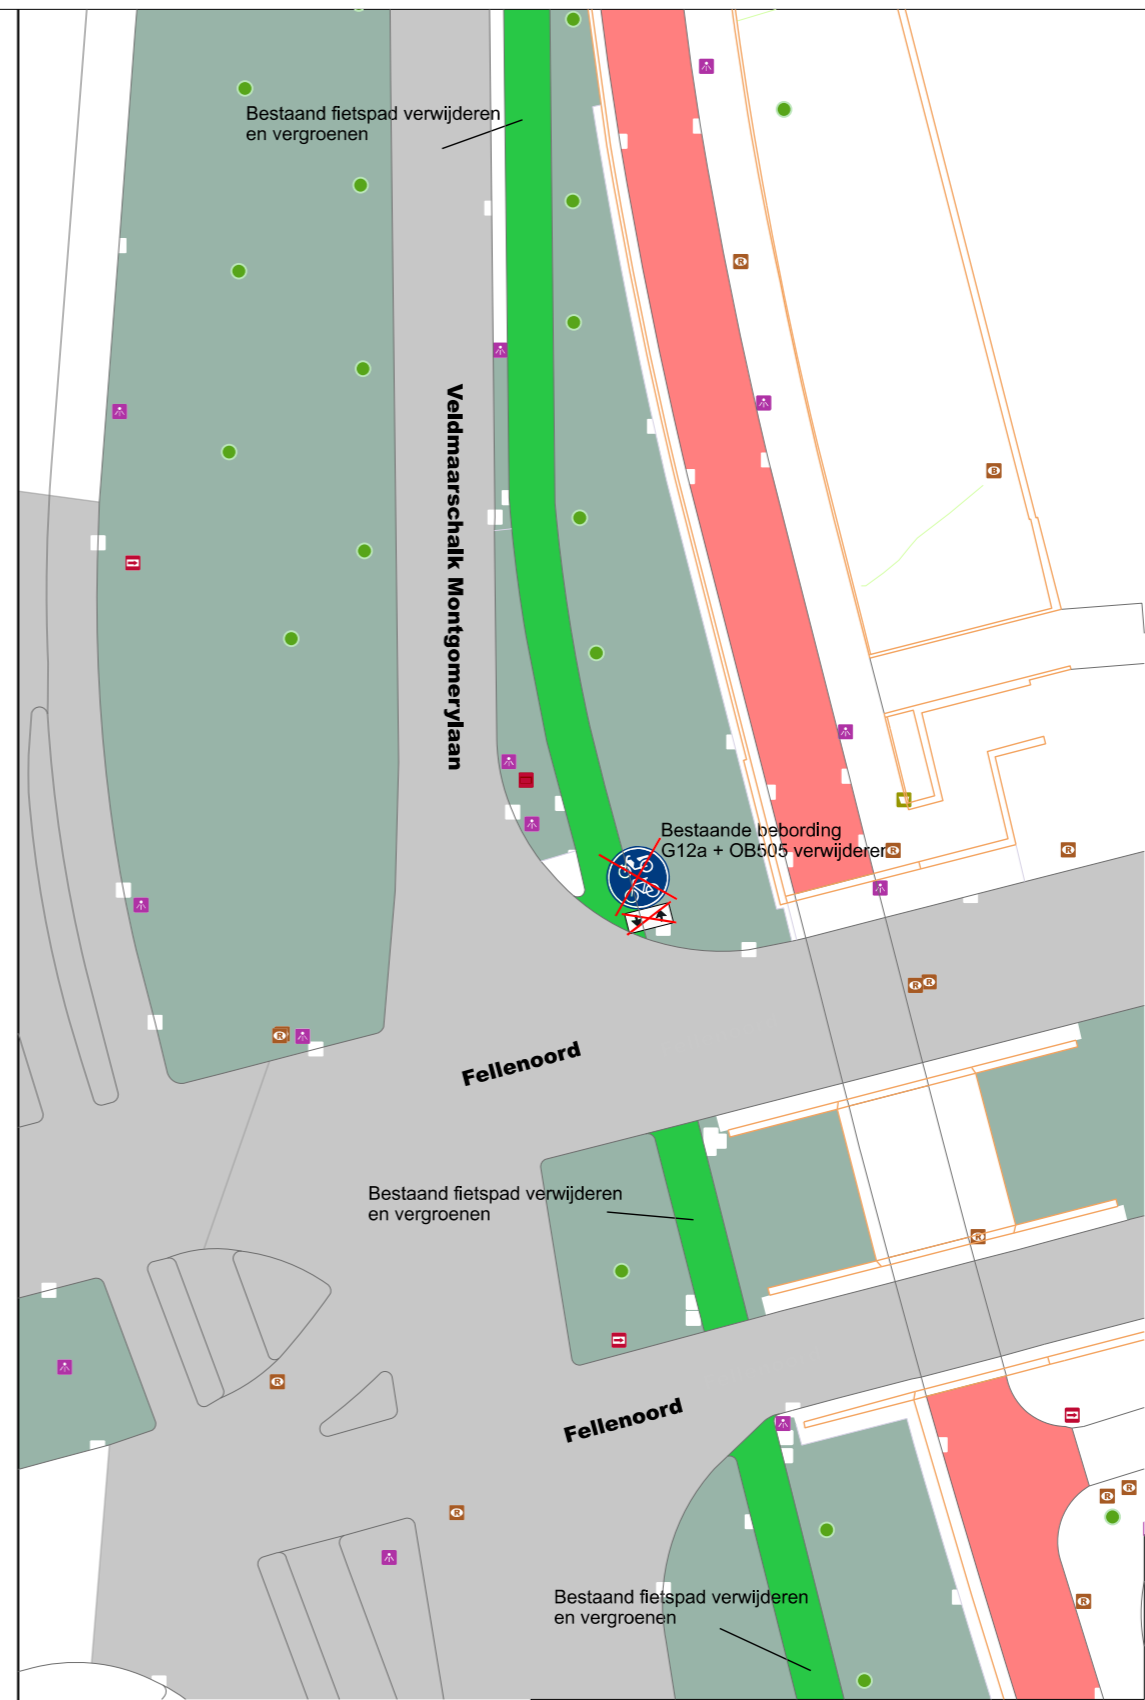 Bestaand fietspad verwijderen
en vergroenen
Veldmaarschalk Montgomerylaan
Bestaande bebording
G12a + OB505 verwijderen
Fellenoord
Bestaand fietspad verwijderen
en vergroenen
Fellenoord
Bestaand fietspad verwijderen
en vergroenen